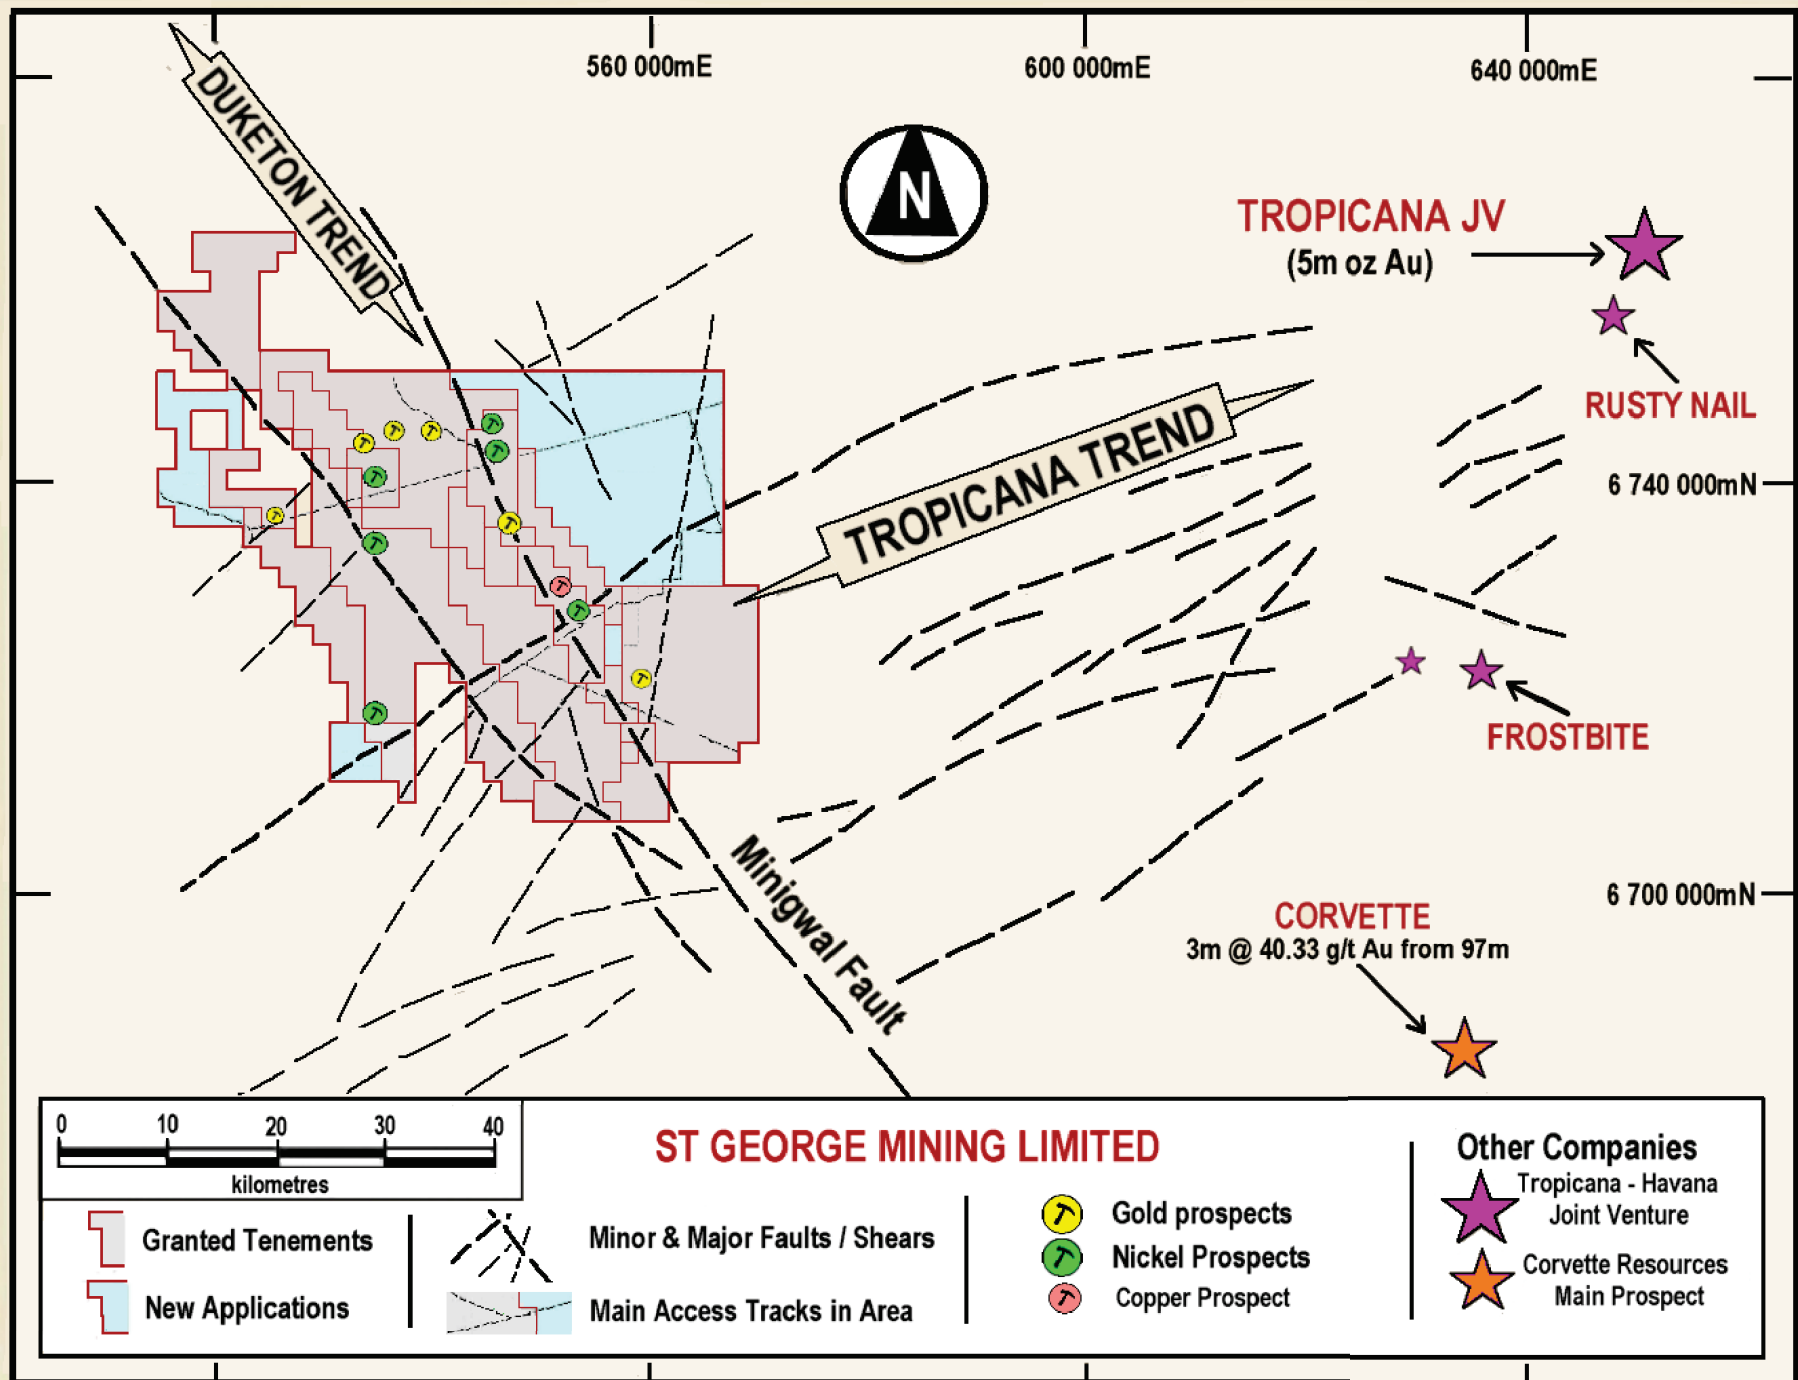 560 000mE
600 000mE
640 000mE
DUKETON TREND
N
TROPICANA JV
(5m oz Au)
RUSTY NAIL
TROPICANA TREND
6 740 000mN
FROSTBITE
Minigwal Fault
6 700 000mN
CORVETTE
3m @ 40.33 g/t Au from 97m
0 10 20 30 40
kilometres
ST GEORGE MINING LIMITED
Granted Tenements
New Applications
Minor & Major Faults / Shears
Main Access Tracks in Area
Gold prospects
Nickel Prospects
Copper Prospect
Other Companies
Tropicana - Havana
Joint Venture
Corvette Resources
Main Prospect